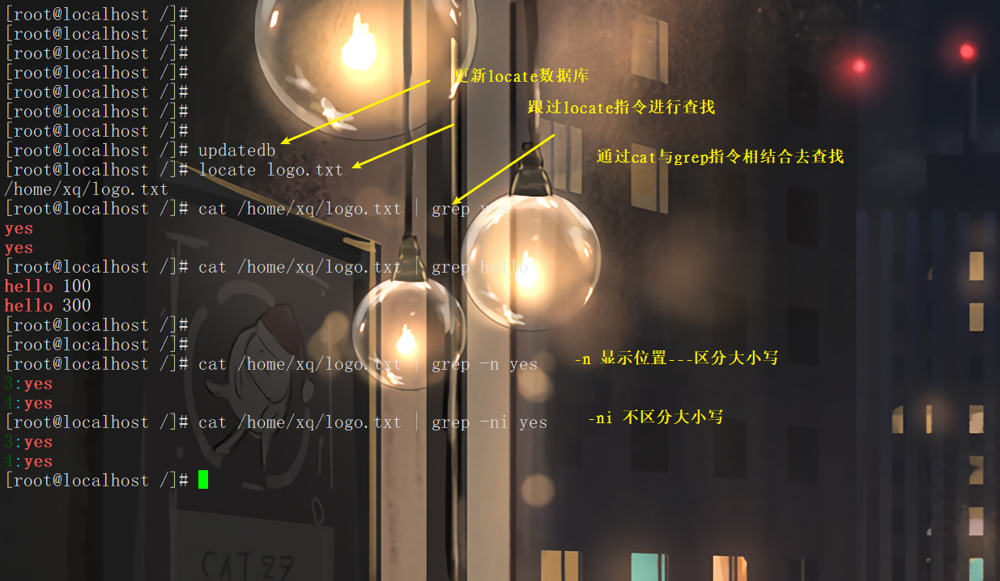 [root@localhost /]#
[root@localhost /]#
[root@localhost /]#
[root@localhost /]#
[root@localhost /]#
[root@localhost /]#
[root@localhost /]#
更新locate数据库
跟过locate指令进行查找
通过cat与grep指令相结合去查找
[root@localhost /]# updatedb
[root@localhost /]# locate logo.txt
/home/xq/logo.txt
[root@localhost /]# cat /home/xq/logo.txt | grep yes
yes
yes
[root@localhost /]# cat /home/xq/logo.txt | grep hello
hello 100
hello 300
[root@localhost /]#
[root@localhost /]#
[root@localhost /]# cat /home/xq/logo.txt | grep -n yes
-n 显示位置---区分大小写
3:yes
4:yes
[root@localhost /]# cat /home/xq/logo.txt | grep -ni yes
-ni 不区分大小写
3:yes
4:yes
[root@localhost /]#
CAT